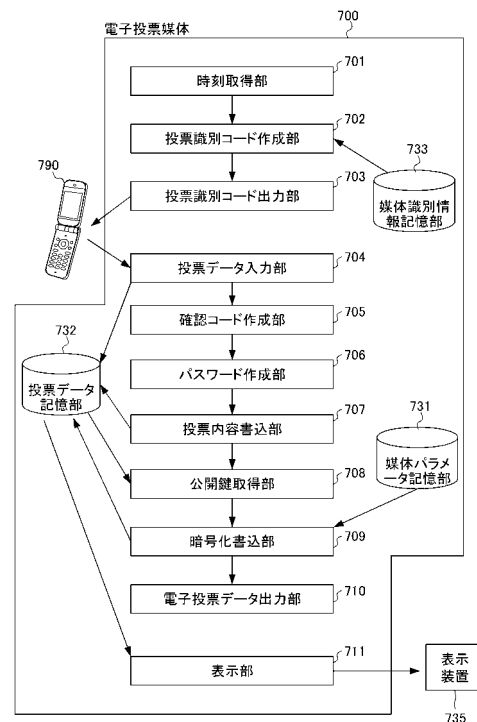 電子投票媒体
700
701
時刻取得部
702
投票識別コード作成部
733
媒体識別情
報記憶部
703
投票識別コード出力部
790
704
投票データ入力部
705
確認コード作成部
732
投票データ
記憶部
706
パスワード作成部
707
投票内容書込部
731
媒体パラメ
ータ記憶部
708
公開鍵取得部
709
暗号化書込部
710
電子投票データ出力部
711
表示部
表示
装置
735